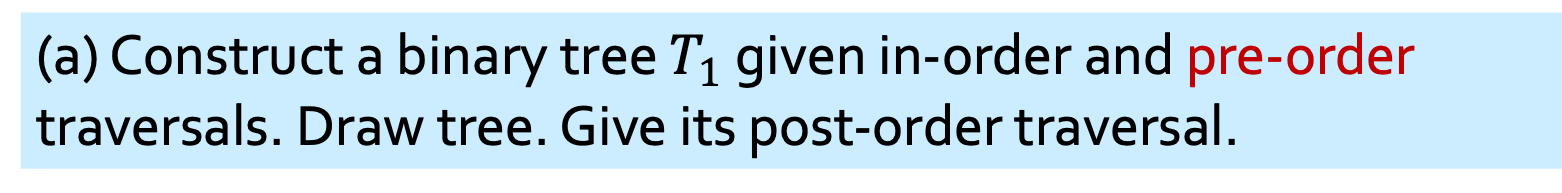 (a) Construct a binary tree T₁ given in-order and pre-order
traversals. Draw tree. Give its post-order traversal.